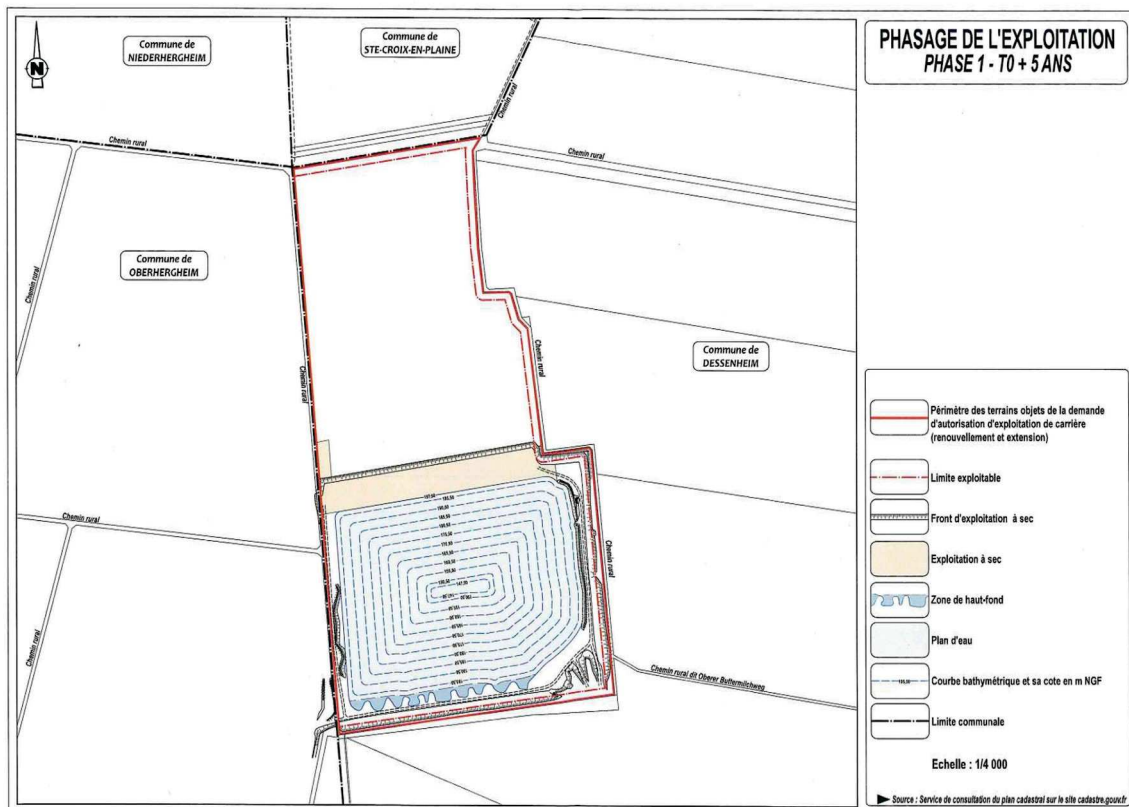 PHASAGE DE L'EXPLOITATION
PHASE 1 - T0 + 5 ANS
Commune de
NIEDERHERGHEIM
Commune de
STE-CROIX-EN-PLAINE
N
Chemin rural
Chemin rural
Chemin rural
Commune de
OBERHERGHEIM
Chemin rural
Chemin rural
Chemin rural
Commune de
DESSENHEIM
Chemin rural
Chemin rural
Chemin rural
Chemin rural dit Oberer Buttermilchweg
Périmètre des terrains objets de la demande
d'autorisation d'exploitation de carrière
(renouvellement et extension)
Limite exploitable
Front d'exploitation à sec
Exploitation à sec
Zone de haut-fond
Plan d'eau
Courbe bathymétrique et sa cote en m NGF
Limite communale
Echelle : 1/4 000
Source : Service de consultation du plan cadastral sur le site cadastre.gouv.fr